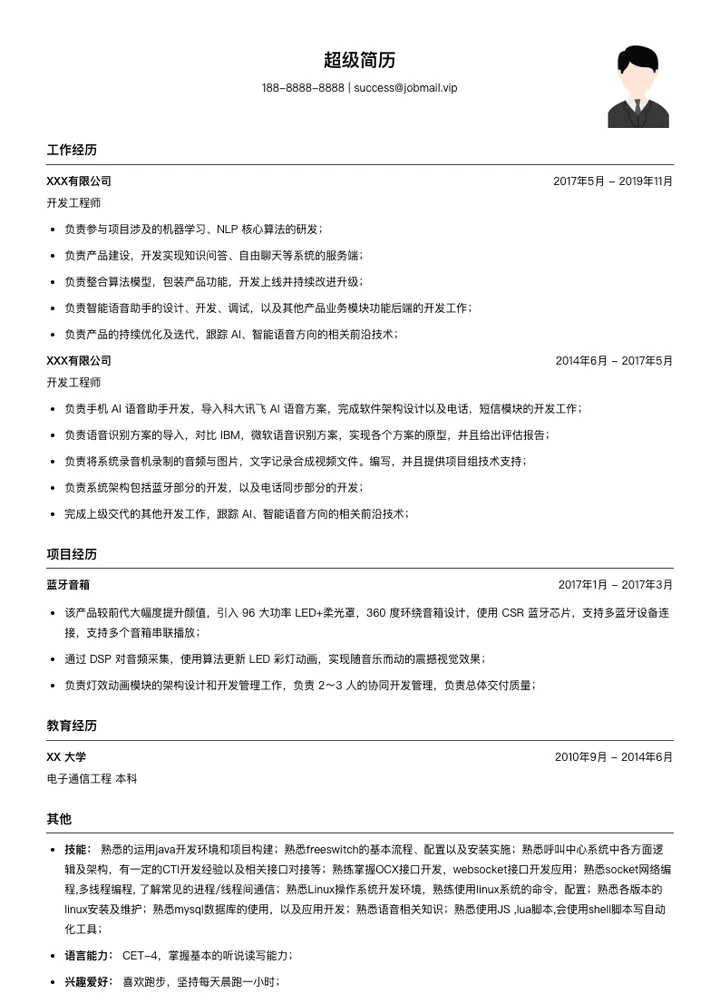 超级简历
188-8888-8888 | success@jobmail.vip
工作经历
XXX有限公司 2017年5月 – 2019年11月
开发工程师
• 负责参与项目涉及的机器学习、NLP 核心算法的研发；
• 负责产品建设，开发实现知识问答、自由聊天等系统的服务端；
• 负责整合算法模型，包装产品功能，开发上线并持续改进升级；
• 负责智能语音助手的设计、开发、调试，以及其他产品业务模块功能后端的开发工作；
• 负责产品的持续优化及迭代，跟踪 AI、智能语音方向的相关前沿技术；
XXX有限公司 2014年6月 – 2017年5月
开发工程师
• 负责手机 AI 语音助手开发，导入科大讯飞 AI 语音方案，完成软件架构设计以及电话，短信模块的开发工作；
• 负责语音识别方案的导入，对比 IBM，微软语音识别方案，实现各个方案的原型，并且给出评估报告；
• 负责将系统录音机录制的音频与图片，文字记录合成视频文件。编写，并且提供项目组技术支持；
• 负责系统架构包括蓝牙部分的开发，以及电话同步部分的开发；
• 完成上级交代的其他开发工作，跟踪 AI、智能语音方向的相关前沿技术；
项目经历
蓝牙音箱 2017年1月 – 2017年3月
• 该产品较前代大幅度提升颜值，引入 96 大功率 LED+柔光罩，360 度环绕音箱设计，使用 CSR 蓝牙芯片，支持多蓝牙设备连
接，支持多个音箱串联播放；
• 通过 DSP 对音频采集，使用算法更新 LED 彩灯动画，实现随音乐而动的震撼视觉效果；
• 负责灯效动画模块的架构设计和开发管理工作，负责 2～3 人的协同开发管理，负责总体交付质量；
教育经历
XX 大学 2010年9月 – 2014年6月
电子通信工程 本科
其他
• 技能： 熟悉的运用java开发环境和项目构建；熟悉freeswitch的基本流程、配置以及安装实施；熟悉呼叫中心系统中各方面逻
辑及架构，有一定的CTI开发经验以及相关接口对接等；熟练掌握OCX接口开发，websocket接口开发应用；熟悉socket网络编
程,多线程编程, 了解常见的进程/线程间通信；熟悉Linux操作系统开发环境，熟练使用linux系统的命令，配置；熟悉各版本的
linux安装及维护；熟悉mysql数据库的使用，以及应用开发；熟悉语音相关知识；熟悉使用JS ,lua脚本,会使用shell脚本写自动
化工具；
• 语言能力： CET-4，掌握基本的听说读写能力；
• 兴趣爱好： 喜欢跑步，坚持每天晨跑一小时；